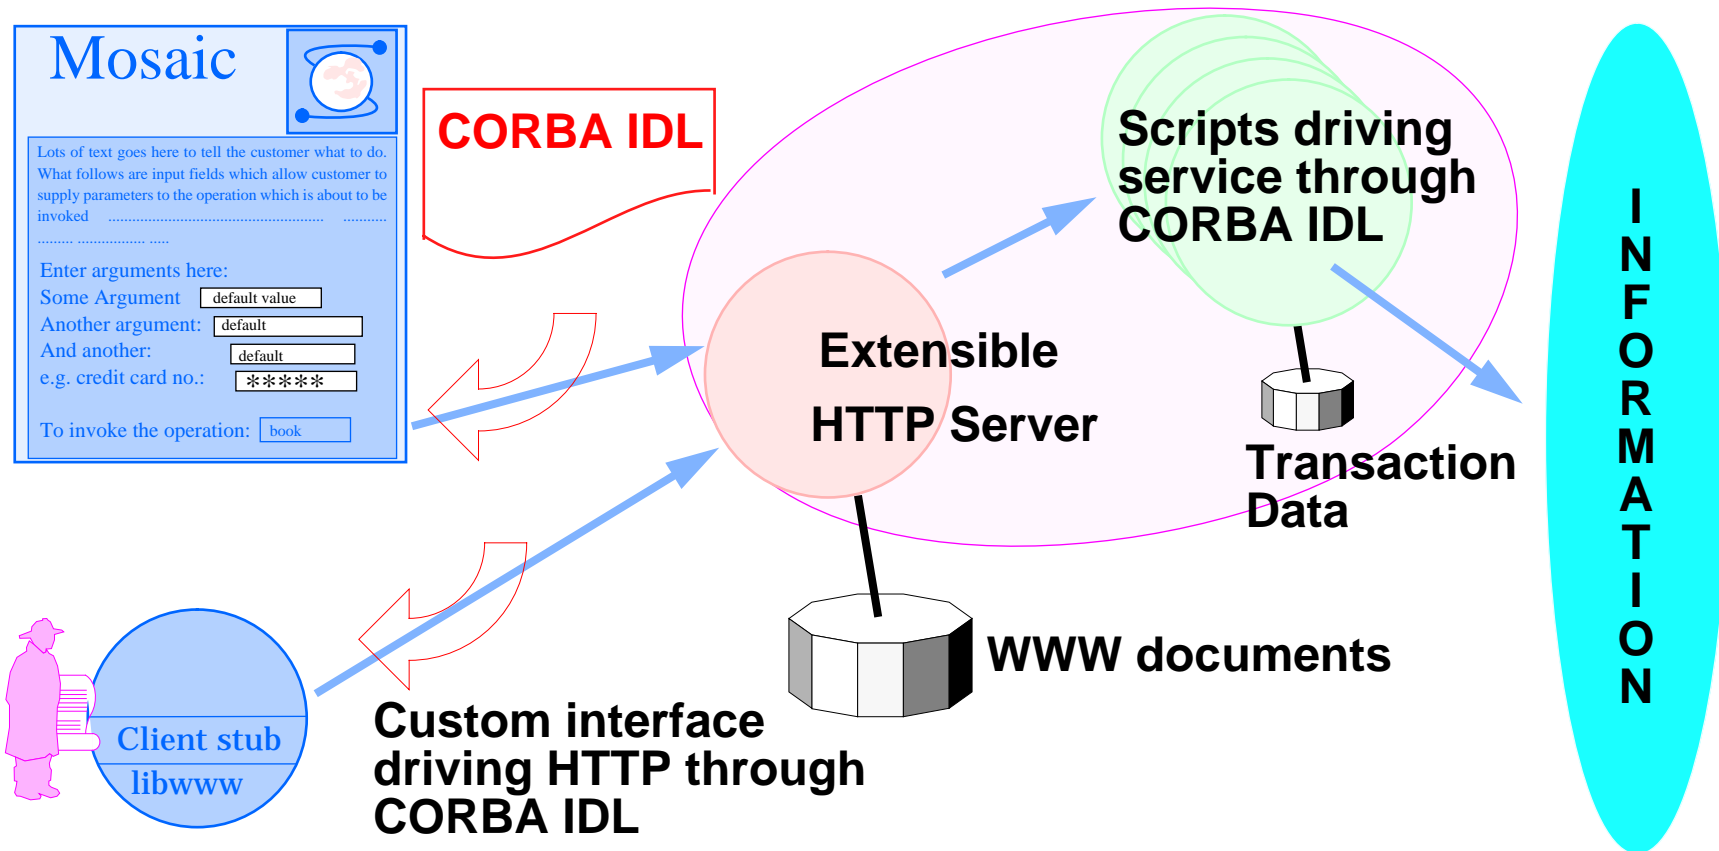 Mosaic
Lots of text goes here to tell the customer what to do.
What follows are input fields which allow customer to
supply parameters to the operation which is about to be
invoked ...................................................... ...........
......... ................. .....
Enter arguments here:
Some Argument default value
Another argument: default
And another: default
e.g. credit card no.: *****
To invoke the operation: book
CORBA IDL
Scripts driving
service through
CORBA IDL
Extensible
HTTP Server
Transaction
Data
WWW documents
Client stub
libwww
Custom interface
driving HTTP through
CORBA IDL
INFORMATION